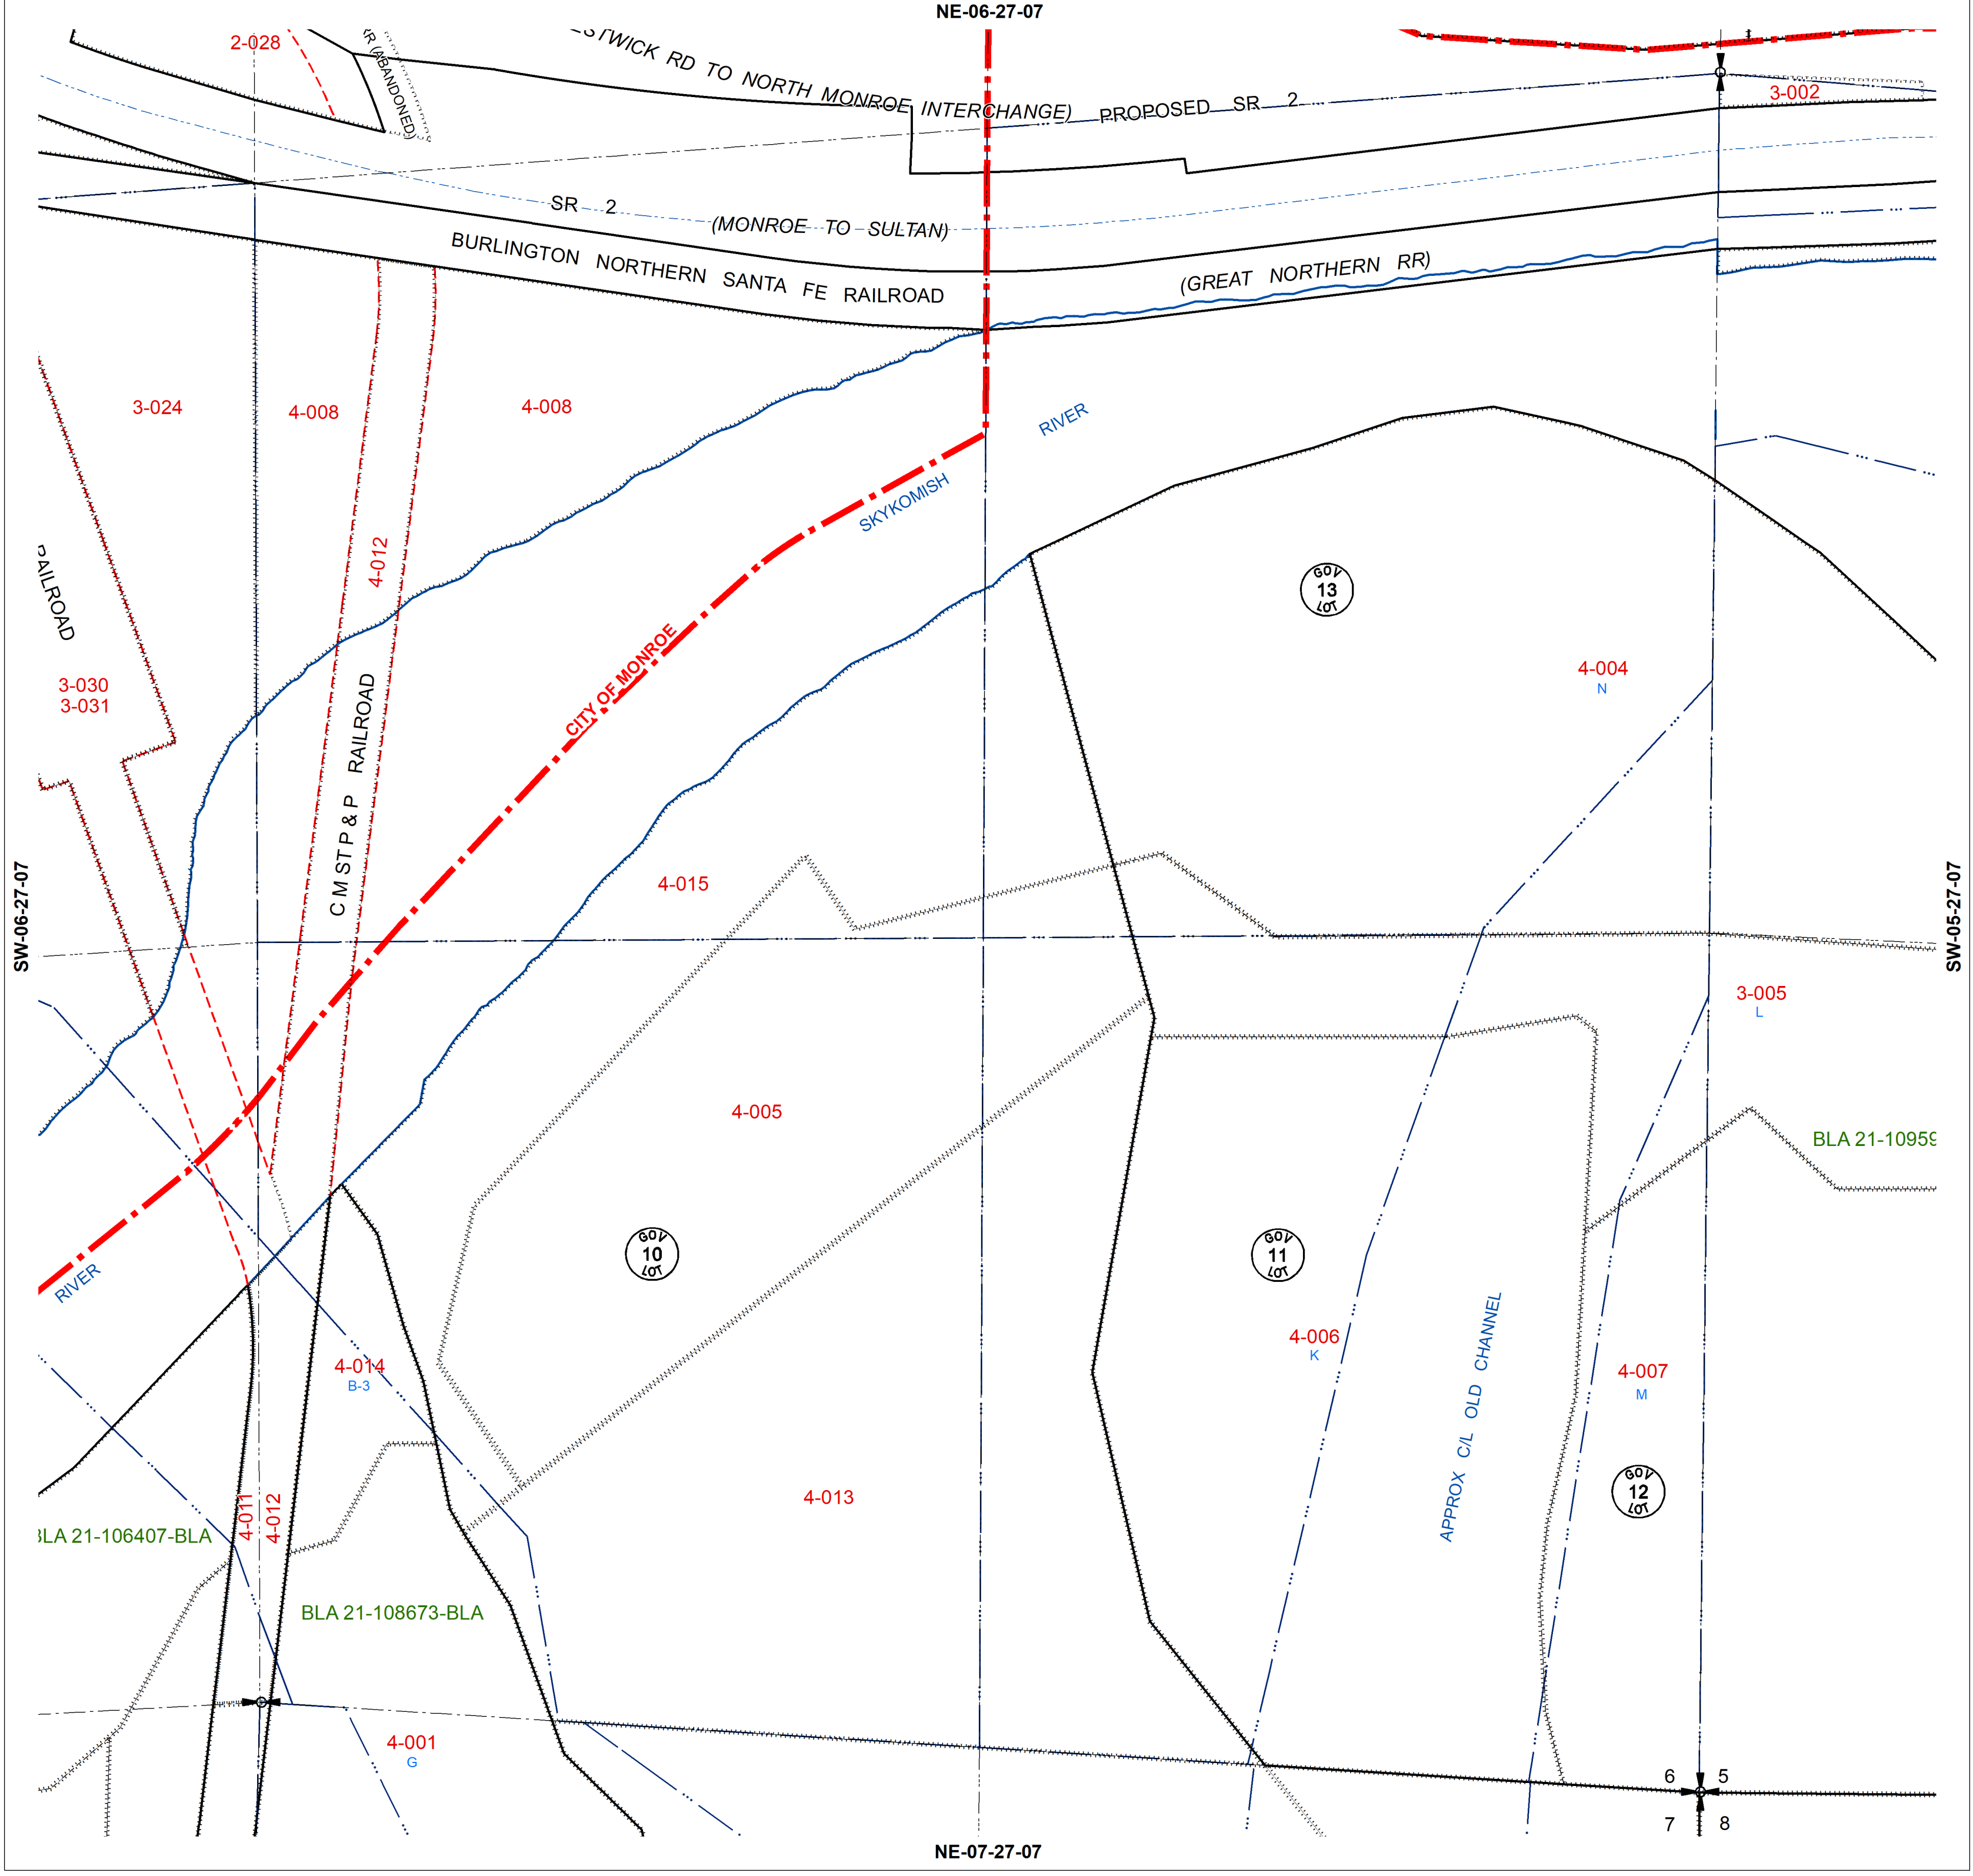 NE-06-27-07
2-028
RR (ABANDONED)
STWICK RD TO NORTH MONROE INTERCHANGE) PROPOSED SR 2
3-002
SR 2
(MONROE TO SULTAN)
BURLINGTON NORTHERN SANTA FE RAILROAD
(GREAT NORTHERN RR)
3-024
4-008
4-008
RIVER
SKYKOMISH
4-012
RAILROAD
GOV
13
LOT
CITY OF MONROE
4-004
N
3-030
3-031
C M ST P & P RAILROAD
4-015
SW-06-27-07
SW-05-27-07
3-005
L
4-005
BLA 21-10959
GOV
10
LOT
GOV
11
LOT
RIVER
4-006
K
APPROX C/L OLD CHANNEL
4-014
B-3
4-007
M
GOV
12
LOT
4-013
4-011
4-012
BLA 21-106407-BLA
BLA 21-108673-BLA
4-001
G
6 5
7 8
NE-07-27-07